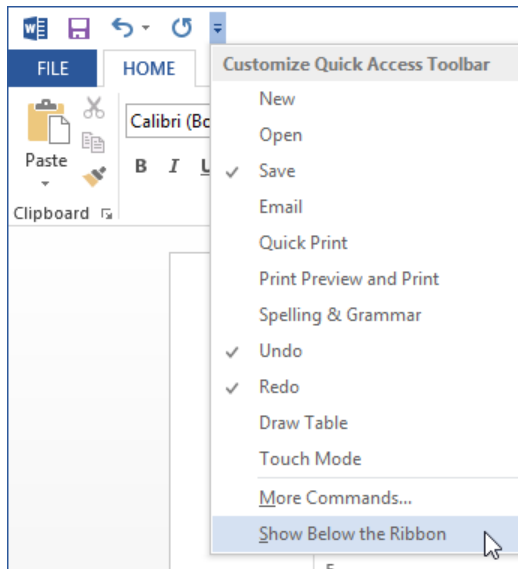 FILE
HOME
Customize Quick Access Toolbar
New
Calibri (Bo
Open
Paste
B I U
Save
Email
Clipboard
Quick Print
Print Preview and Print
Spelling & Grammar
Undo
Redo
Draw Table
Touch Mode
More Commands...
Show Below the Ribbon